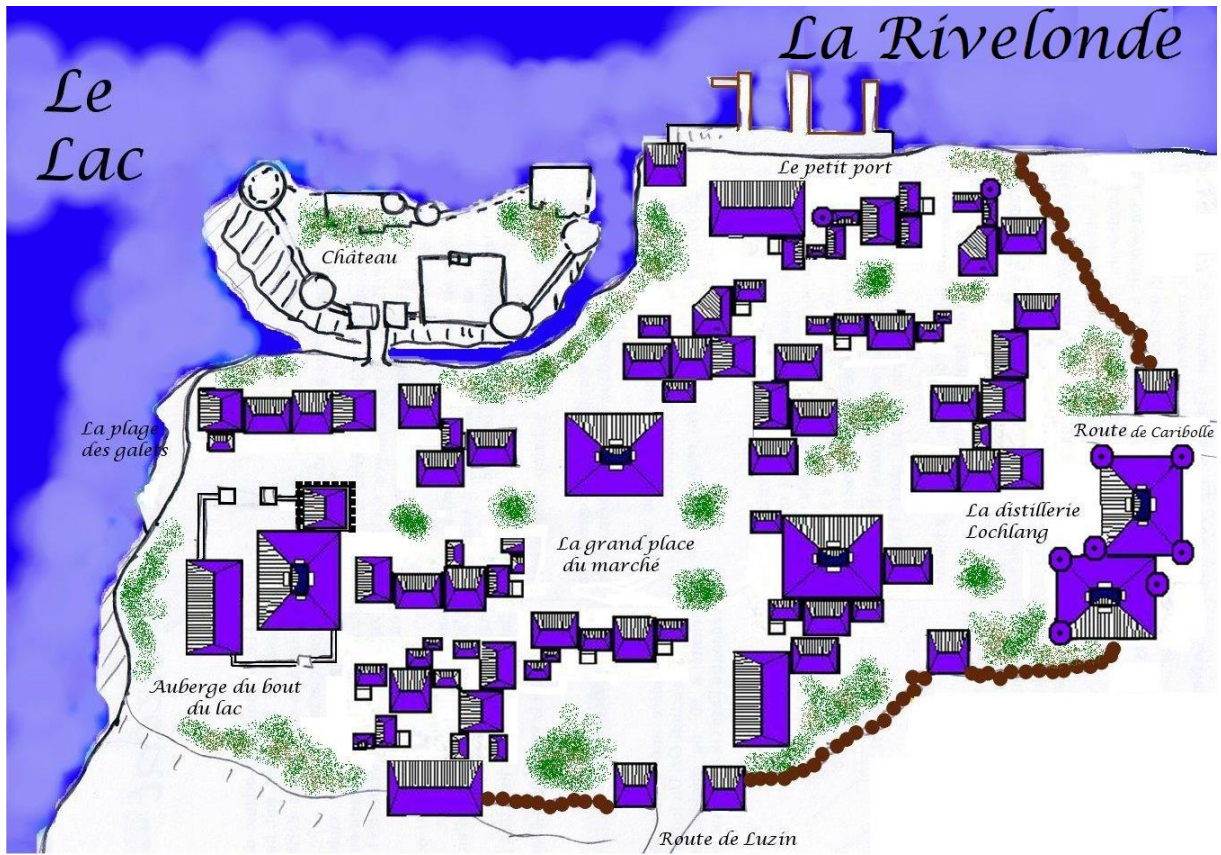 La Rivelonde
Le
Lac
Le petit port
Château
La plage
des galets
Route de Caribolle
La distillerie
Lochlang
La grand place
du marché
Auberge du bout
du lac
Route de Luzin